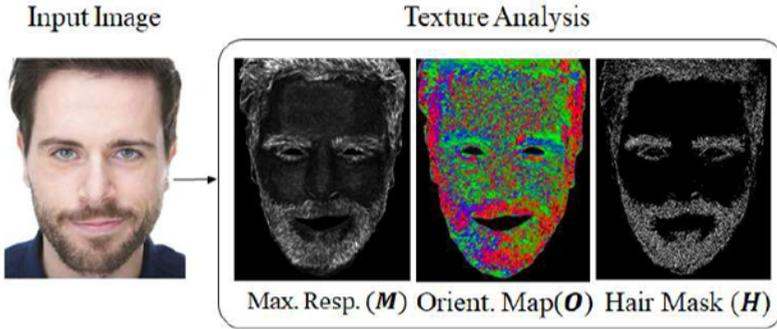 Input Image
Texture Analysis
Max. Resp. (M) Orient. Map(O) Hair Mask (H)